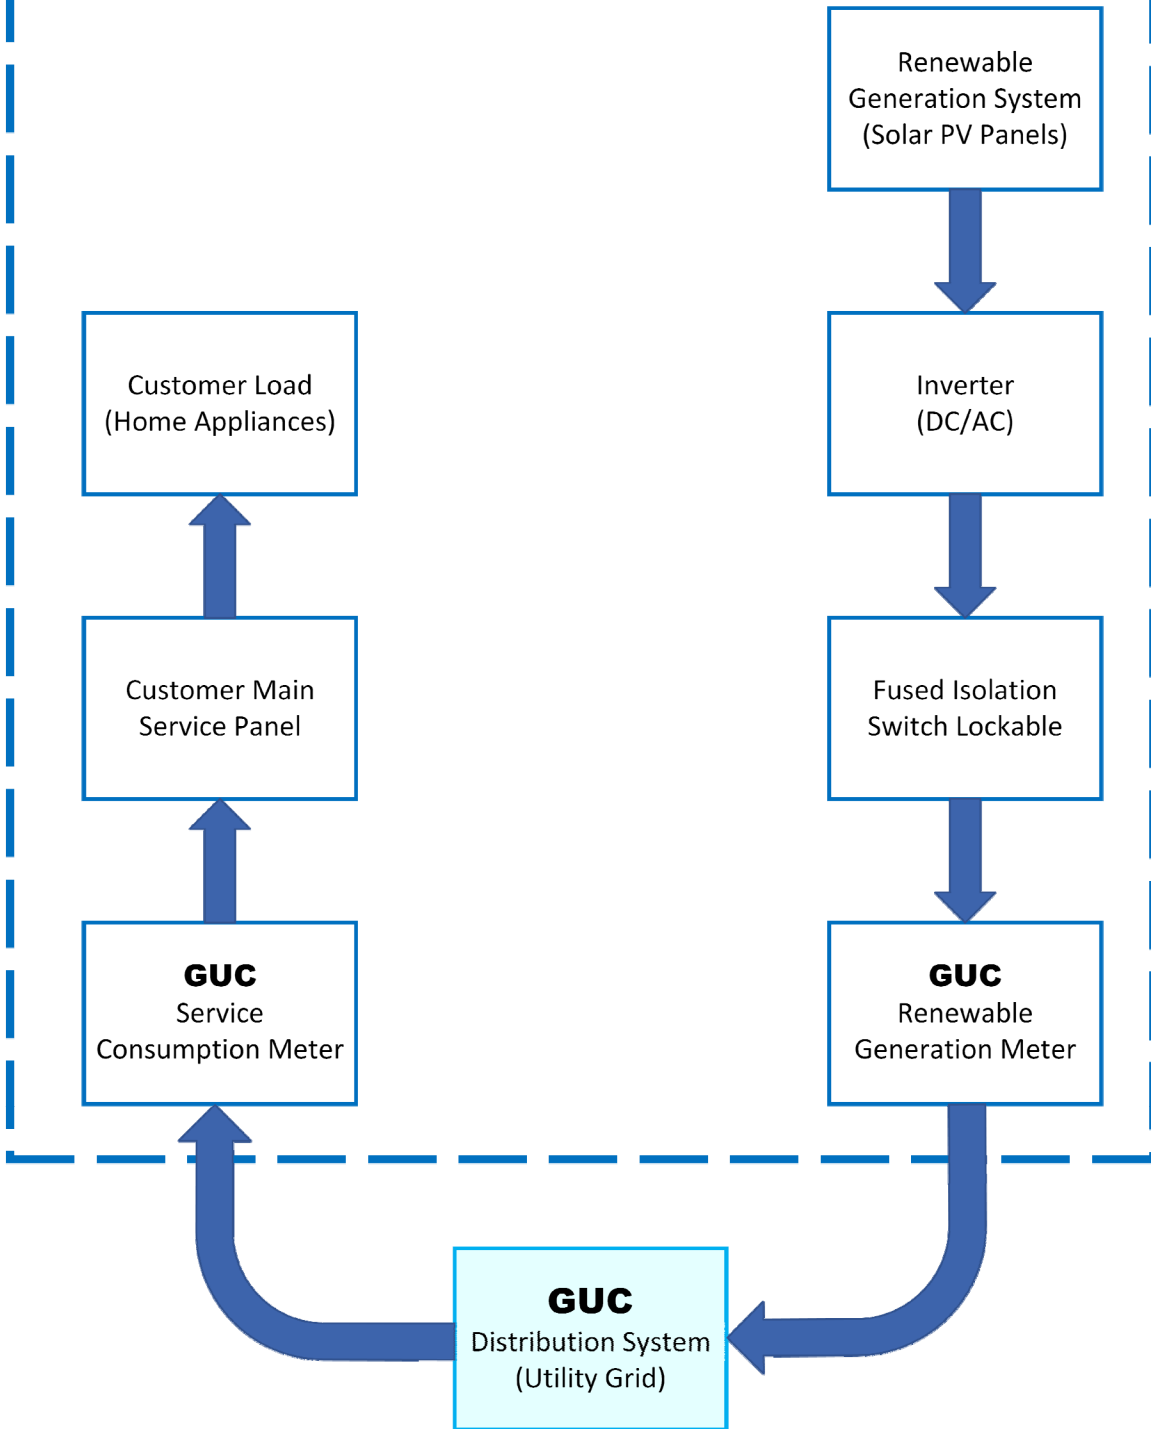 Renewable
Generation System
(Solar PV Panels)
Customer Load
(Home Appliances)
Inverter
(DC/AC)
Customer Main
Service Panel
Fused Isolation
Switch Lockable
GUC
Service
Consumption Meter
GUC
Renewable
Generation Meter
GUC
Distribution System
(Utility Grid)